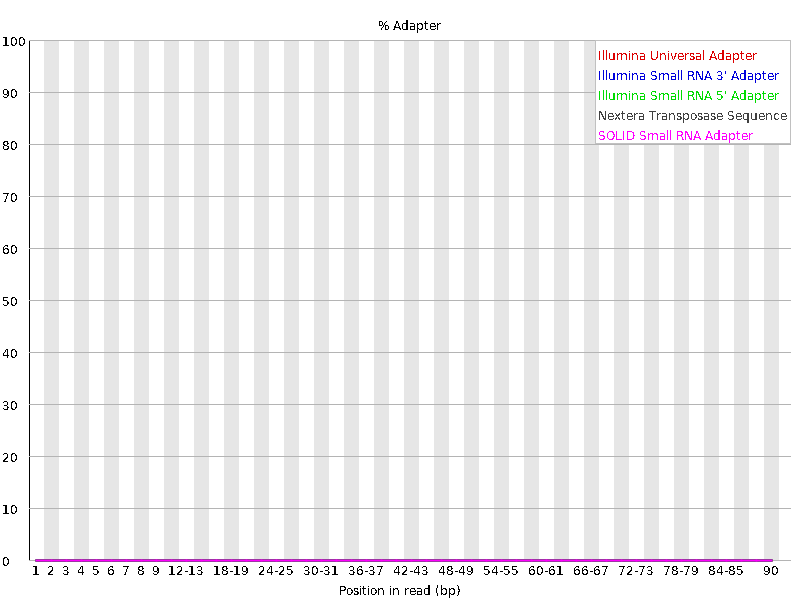 % Adapter
100
90
80
70
60
50
40
30
20
10
0
Illumina Universal Adapter
Illumina Small RNA 3' Adapter
Illumina Small RNA 5' Adapter
Nextera Transposase Sequence
SOLID Small RNA Adapter
1 2 3 4 5 6 7 8 9 12-13 18-19 24-25 30-31 36-37 42-43 48-49 54-55 60-61 66-67 72-73 78-79 84-85 90
Position in read (bp)